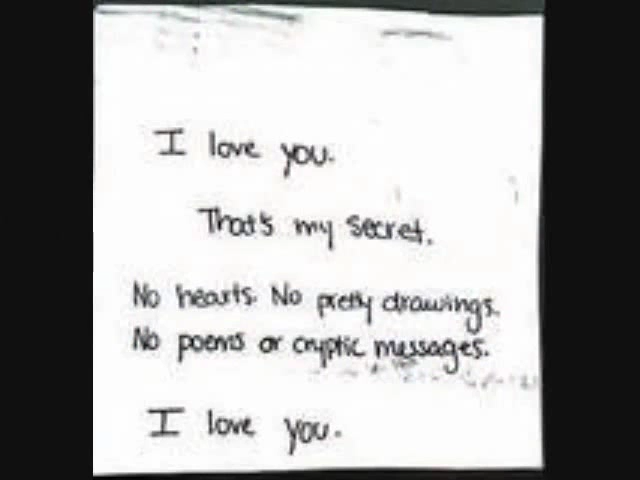 I love you.
That's my secret.
No hearts. No pretty drawings.
No poems or cryptic messages.
I love you.